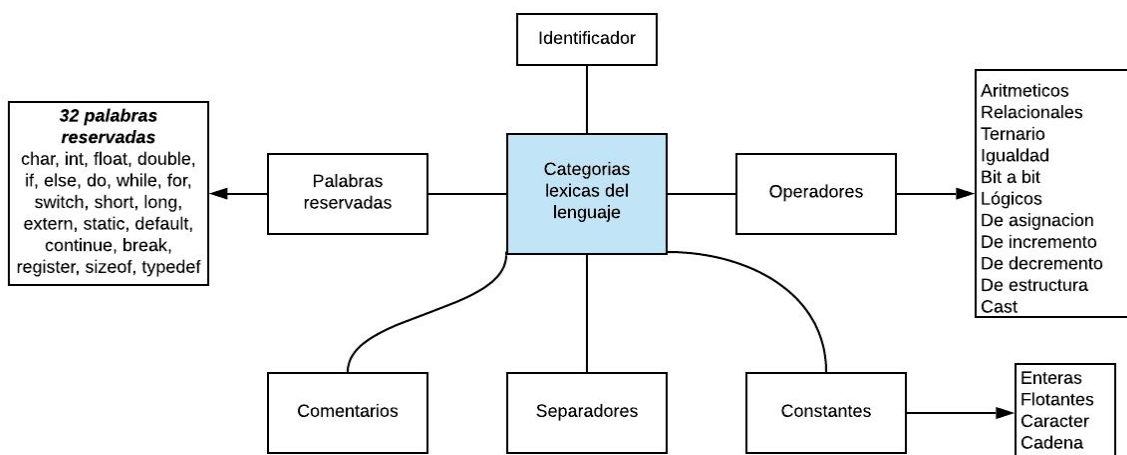 Identificador
32 palabras
reservadas
char, int, float, double,
if, else, do, while, for,
switch, short, long,
extern, static, default,
continue, break,
register, sizeof, typedef
Palabras
reservadas
Categorias
lexicas del
lenguaje
Operadores
Aritmeticos
Relacionales
Ternario
Igualdad
Bit a bit
Lógicos
De asignacion
De incremento
De decremento
De estructura
Cast
Comentarios
Separadores
Constantes
Enteras
Flotantes
Caracter
Cadena